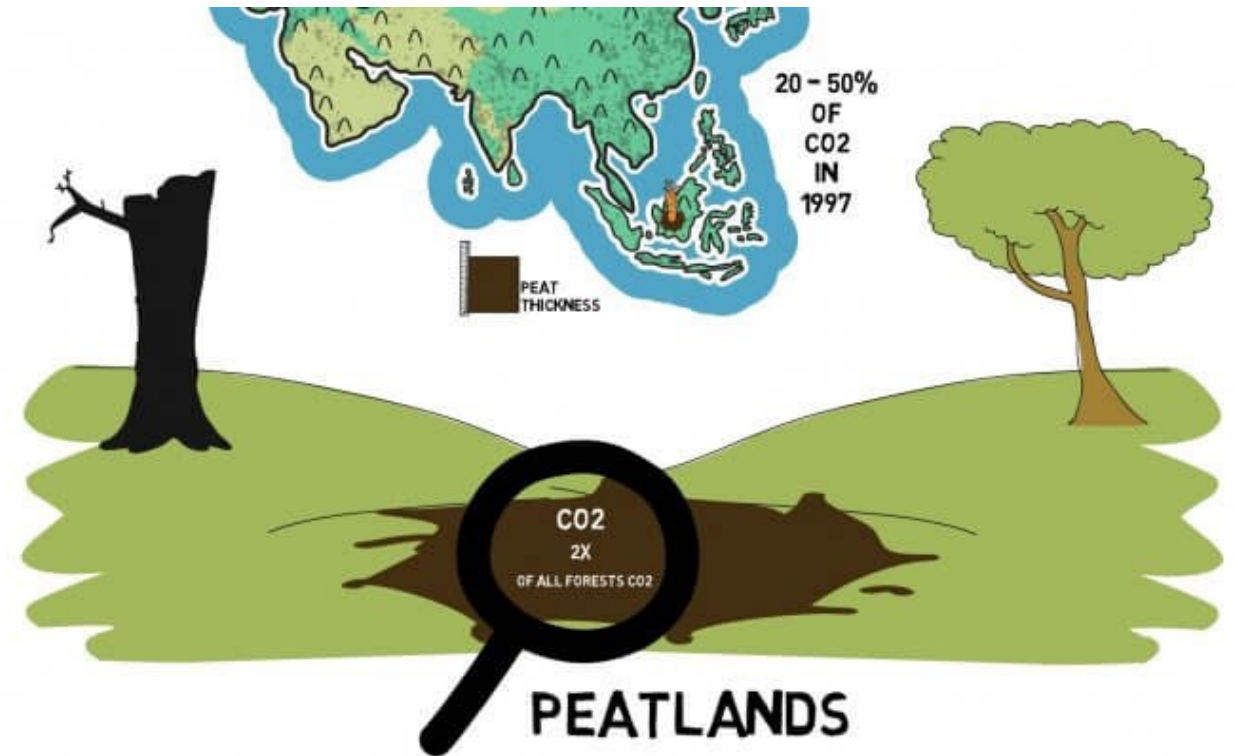 20 - 50%
OF
CO2
IN
1997
PEAT
THICKNESS
CO2
2X
OF ALL FORESTS CO2
PEATLANDS